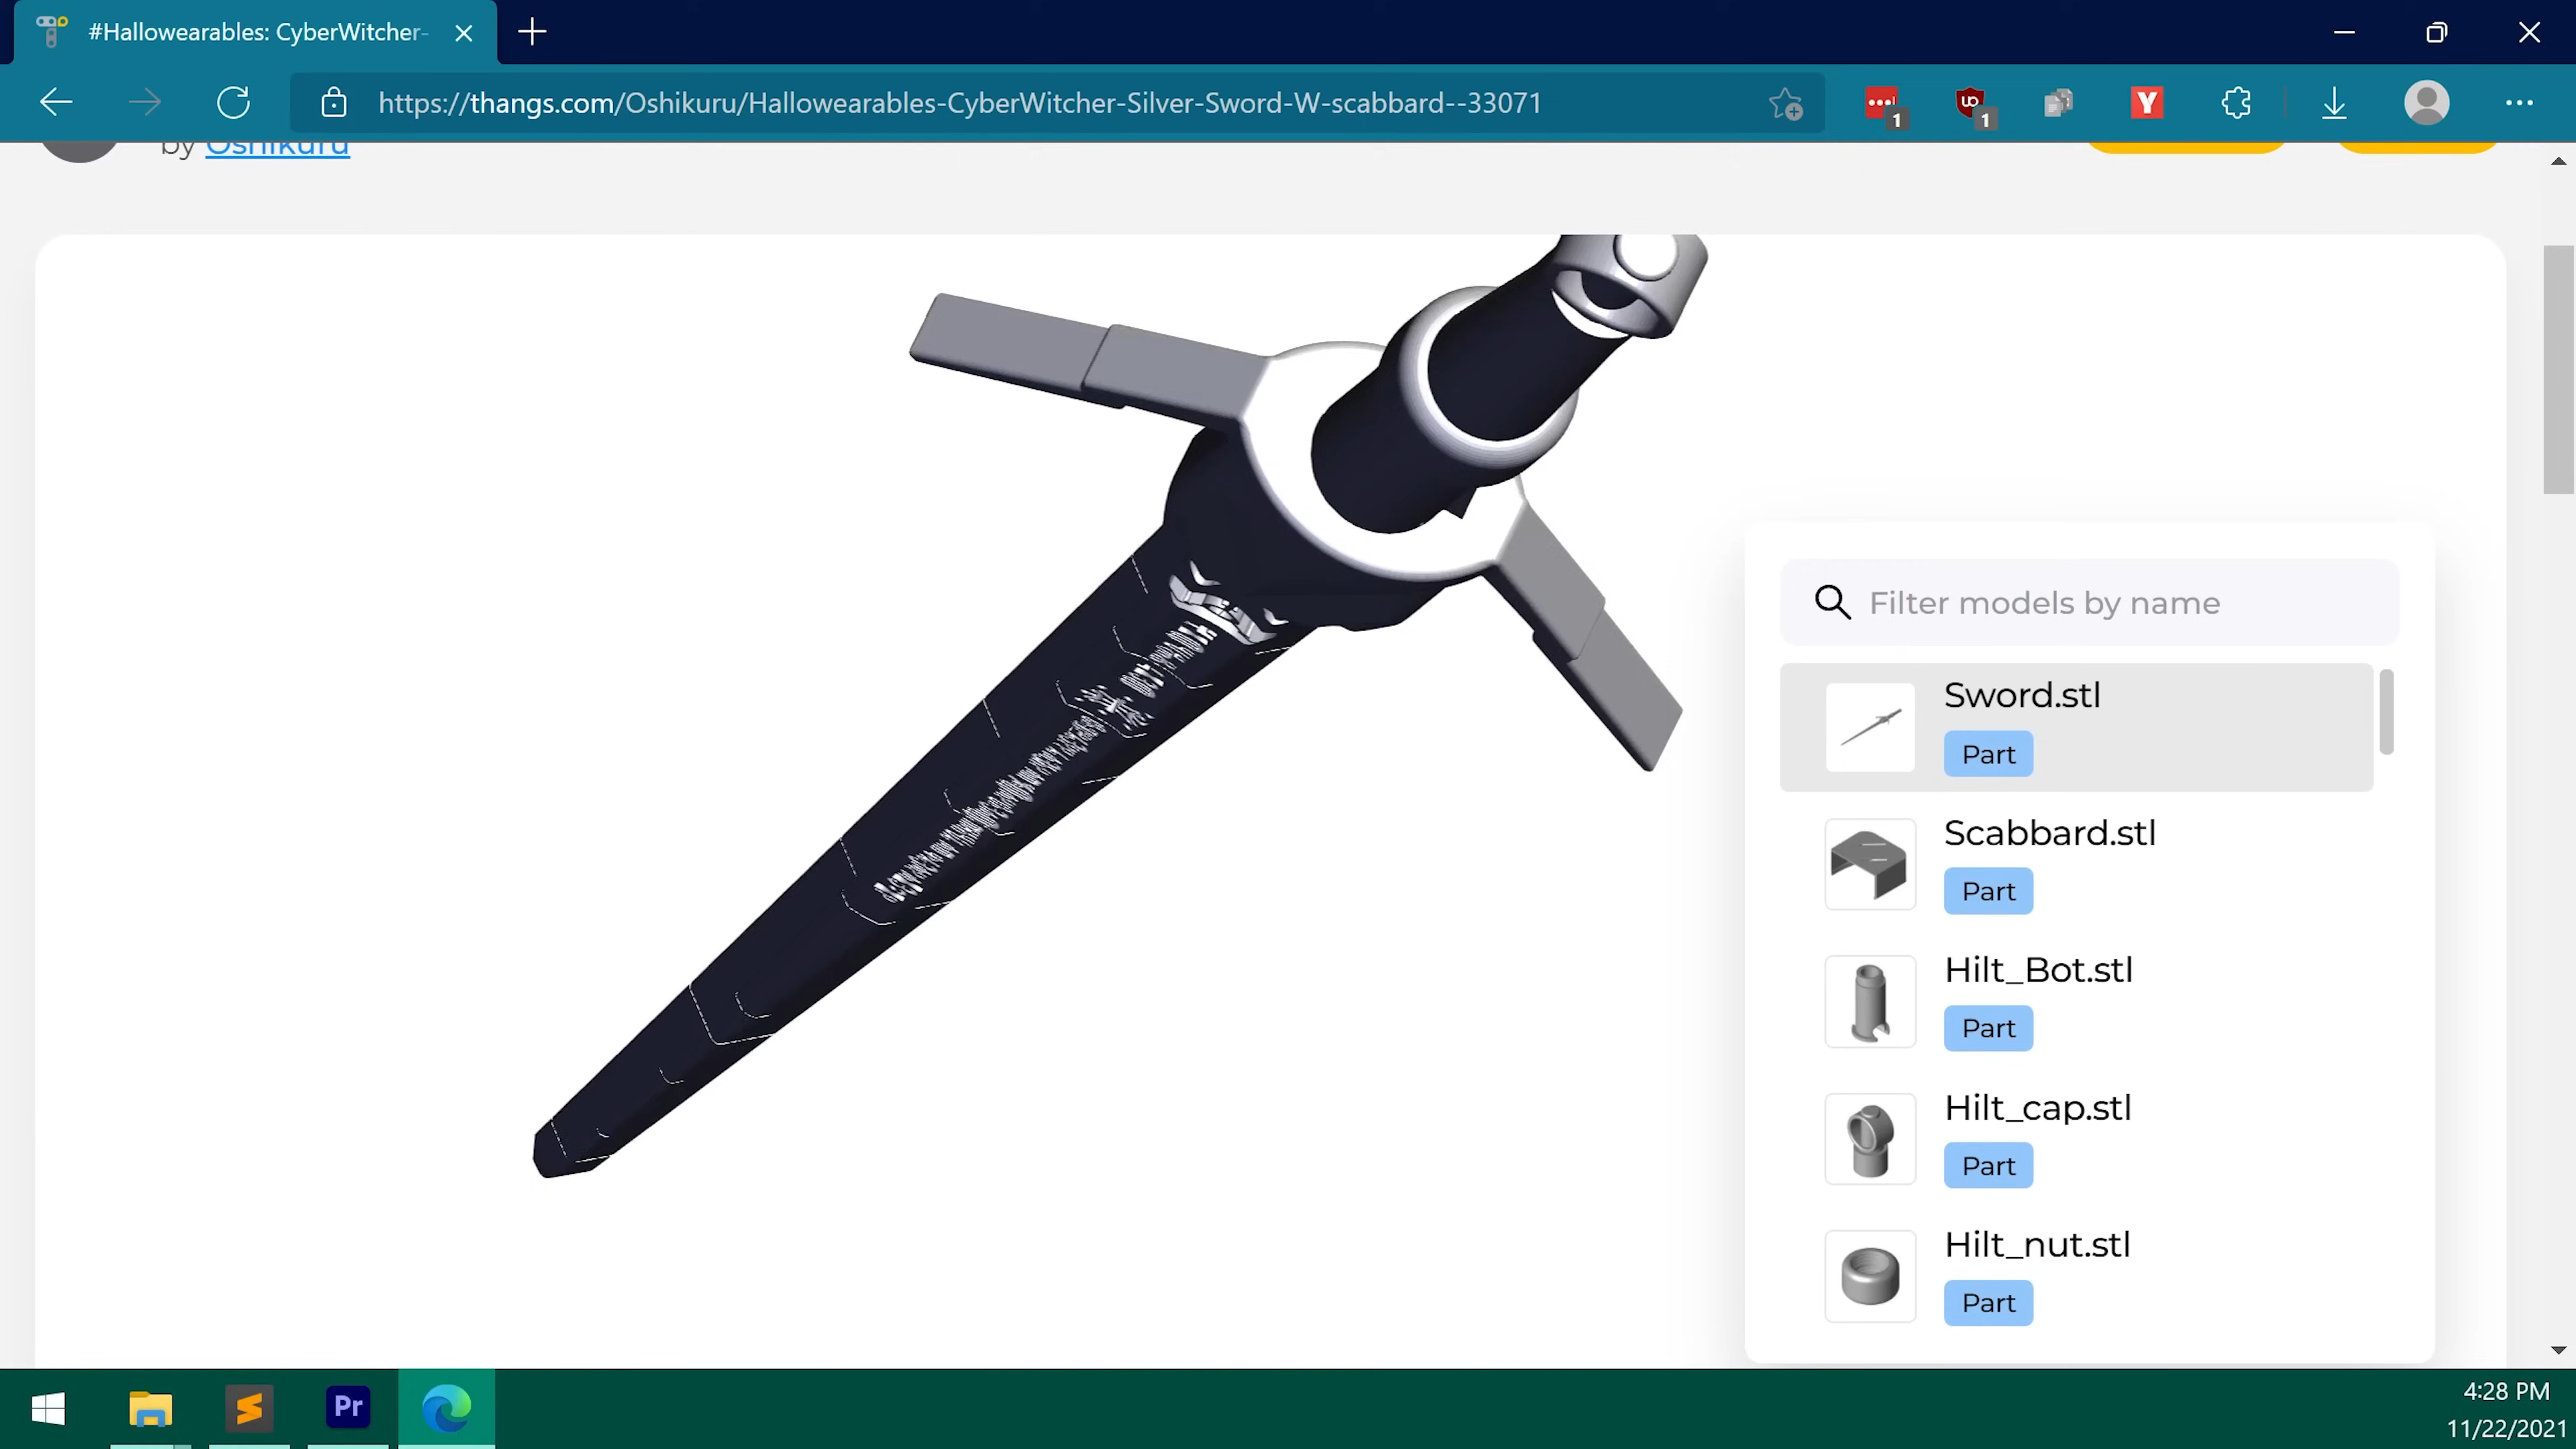 #Hallowearables: CyberWitcher-
https://thangs.com/Oshikuru/Hallowearables-CyberWitcher-Silver-Sword-W-scabbard--33071
1
1
by Oshikuru
Filter models by name
Sword.stl
Part
Scabbard.stl
Part
Hilt_Bot.stl
Part
Hilt_cap.stl
Part
Hilt_nut.stl
Part
Pr
4:28 PM
11/22/2021